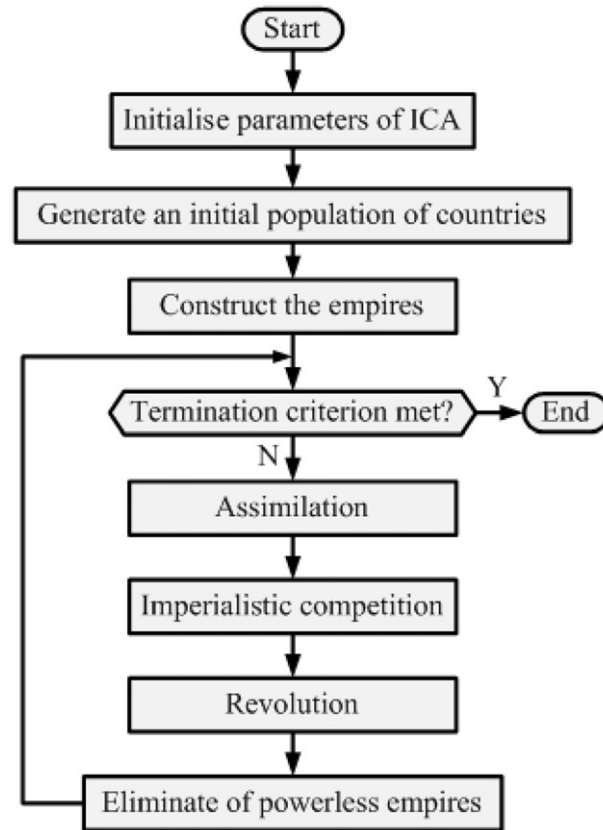 Start
Initialise parameters of ICA
Generate an initial population of countries
Construct the empires
Termination criterion met?
Y
End
N
Assimilation
Imperialistic competition
Revolution
Eliminate of powerless empires